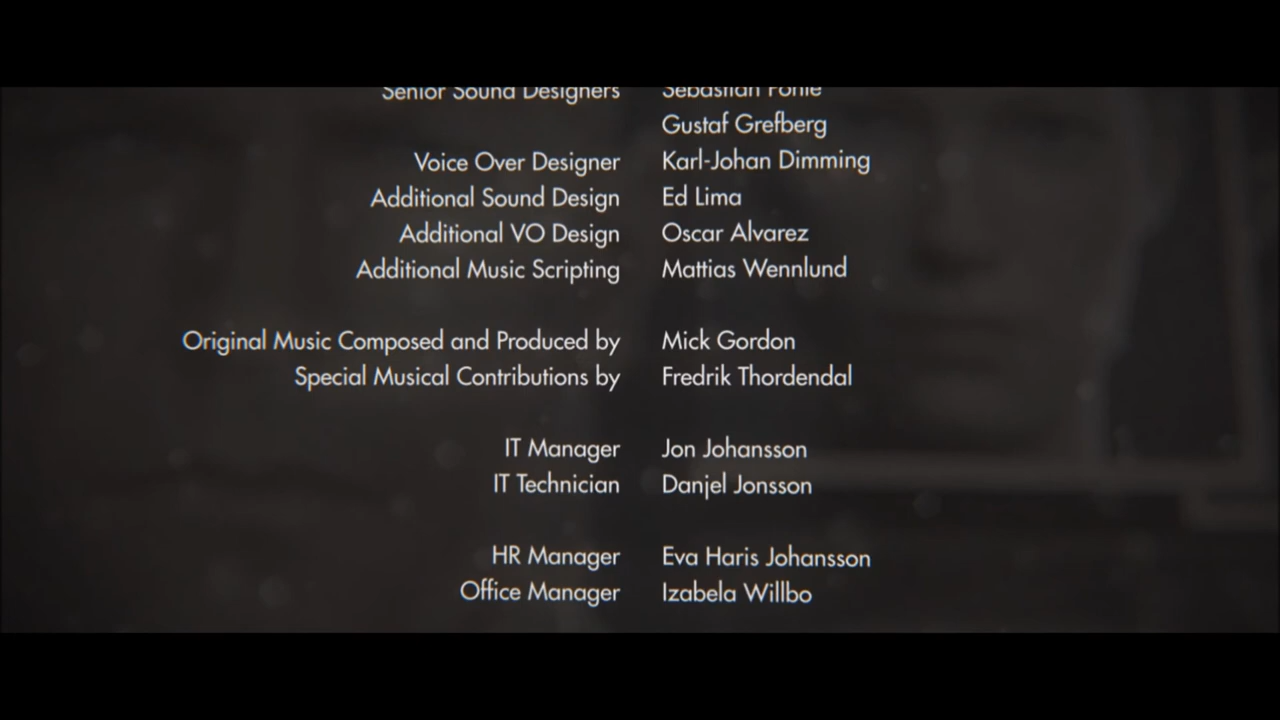 Senior Sound Designers Sebastian
Gustaf Grefberg
Voice Over Designer Karl-Johan Dimming
Additional Sound Design Ed Lima
Additional VO Design Oscar Alvarez
Additional Music Scripting Mattias Wennlund
Original Music Composed and Produced by Mick Gordon
Special Musical Contributions by Fredrik Thordendal
IT Manager Jon Johansson
IT Technician Danjel Jonsson
HR Manager Eva Haris Johansson
Office Manager Izabela Willbo